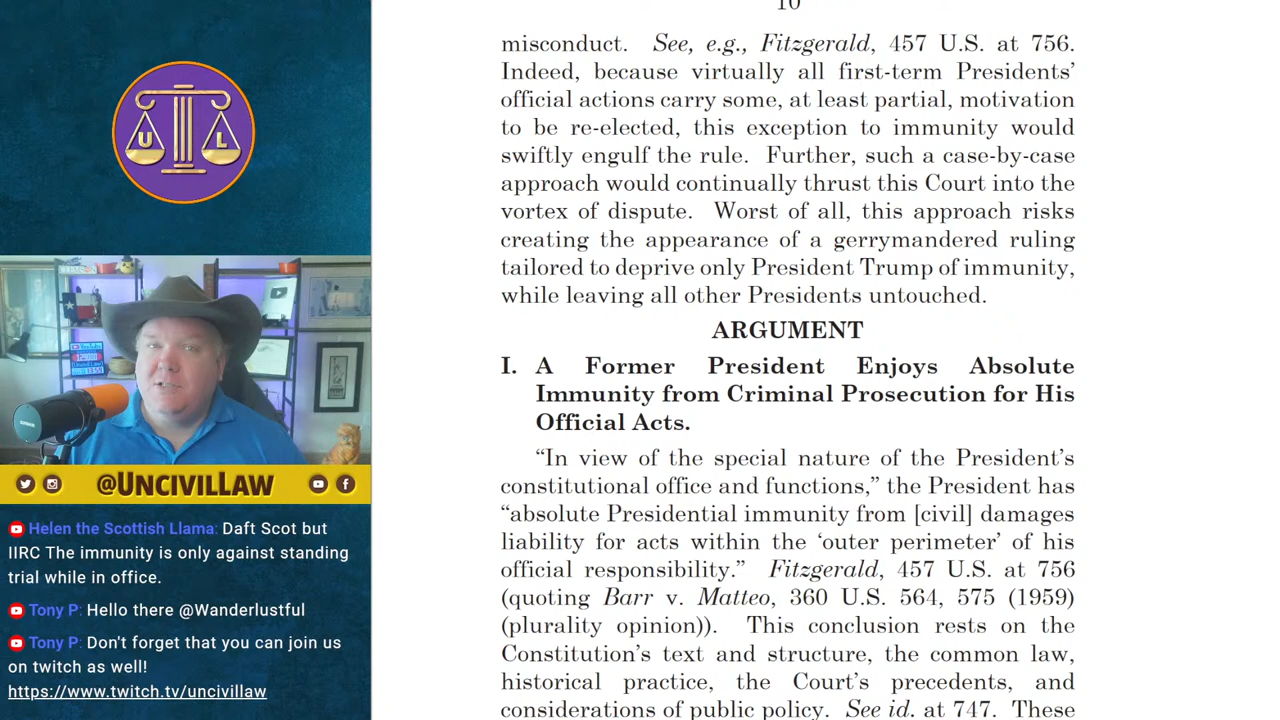 10
misconduct. See, e.g., Fitzgerald, 457 U.S. at 756.
Indeed, because virtually all first-term Presidents’
official actions carry some, at least partial, motivation
to be re-elected, this exception to immunity would
swiftly engulf the rule. Further, such a case-by-case
approach would continually thrust this Court into the
vortex of dispute. Worst of all, this approach risks
creating the appearance of a gerrymandered ruling
tailored to deprive only President Trump of immunity,
while leaving all other Presidents untouched.
ARGUMENT
I. A Former President Enjoys Absolute
Immunity from Criminal Prosecution for His
Official Acts.
“In view of the special nature of the President’s
constitutional office and functions,” the President has
“absolute Presidential immunity from [civil] damages
liability for acts within the ‘outer perimeter’ of his
official responsibility.” Fitzgerald, 457 U.S. at 756
(quoting Barr v. Matteo, 360 U.S. 564, 575 (1959)
(plurality opinion)). This conclusion rests on the
Constitution’s text and structure, the common law,
historical practice, the Court’s precedents, and
considerations of public policy. See id. at 747. These
U L
@UNCIVILLAW
Helen the Scottish Llama: Daft Scot but
IIRC The immunity is only against standing
trial while in office.
Tony P: Hello there @Wanderlustful
Tony P: Don't forget that you can join us
on twitch as well!
https://www.twitch.tv/uncivillaw